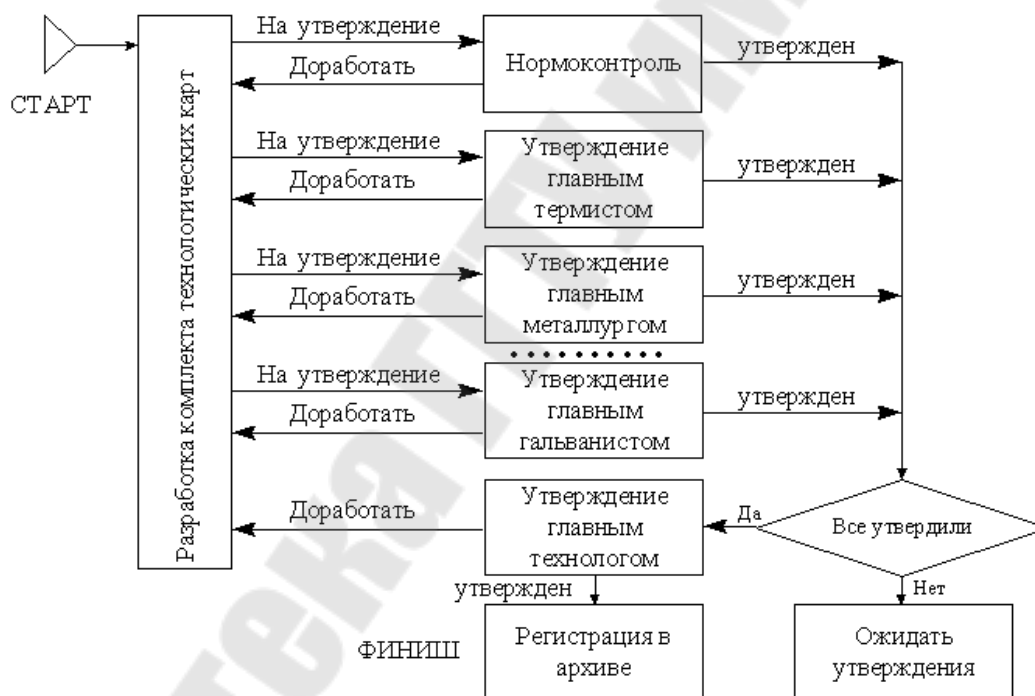 СТАРТ
Разработка комплекта технологических карт
На утверждение
Доработать
Нормоконтроль
утвержден
На утверждение
Доработать
Утверждение
главным
термистом
утвержден
На утверждение
Доработать
Утверждение
главным
металлургом
утвержден
На утверждение
Доработать
Утверждение
главным
гальванистом
утвержден
Доработать
Утверждение
главным
технологом
Да
Все утвердили
Нет
утвержден
ФИНИШ
Регистрация в
архиве
Ожидать
утверждения